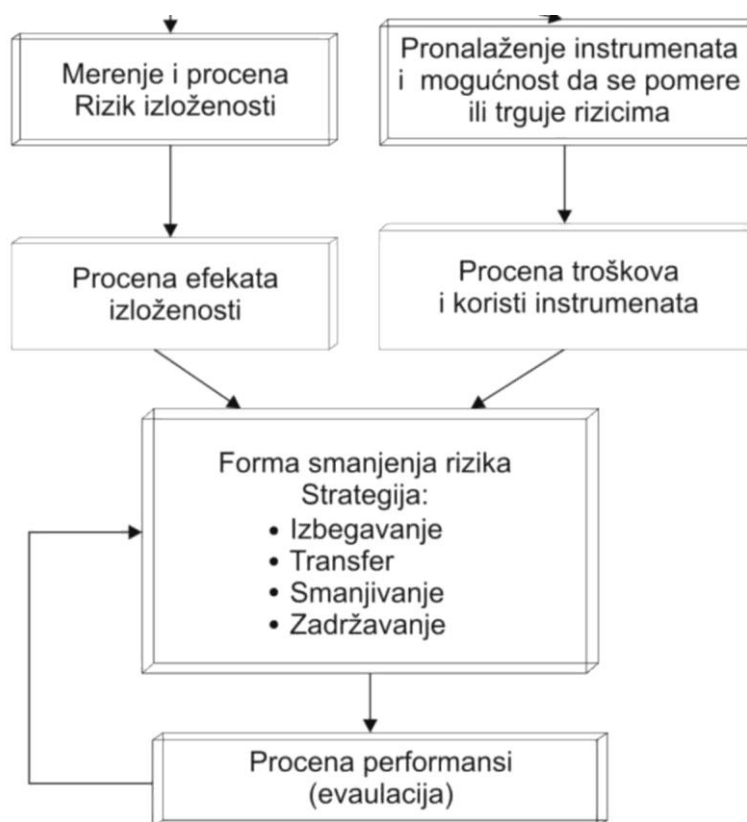 Merenje i procena
Rizik izloženosti
Pronalaženje instrumenata
i mogućnost da se pomere
ili trguje rizicima
Procena efekata
izloženosti
Procena troškova
i koristi instrumenata
Forma smanjenja rizika
Strategija:
• Izbegavanje
• Transfer
• Smanjivanje
• Zadržavanje
Procena performansi
(evaulacija)